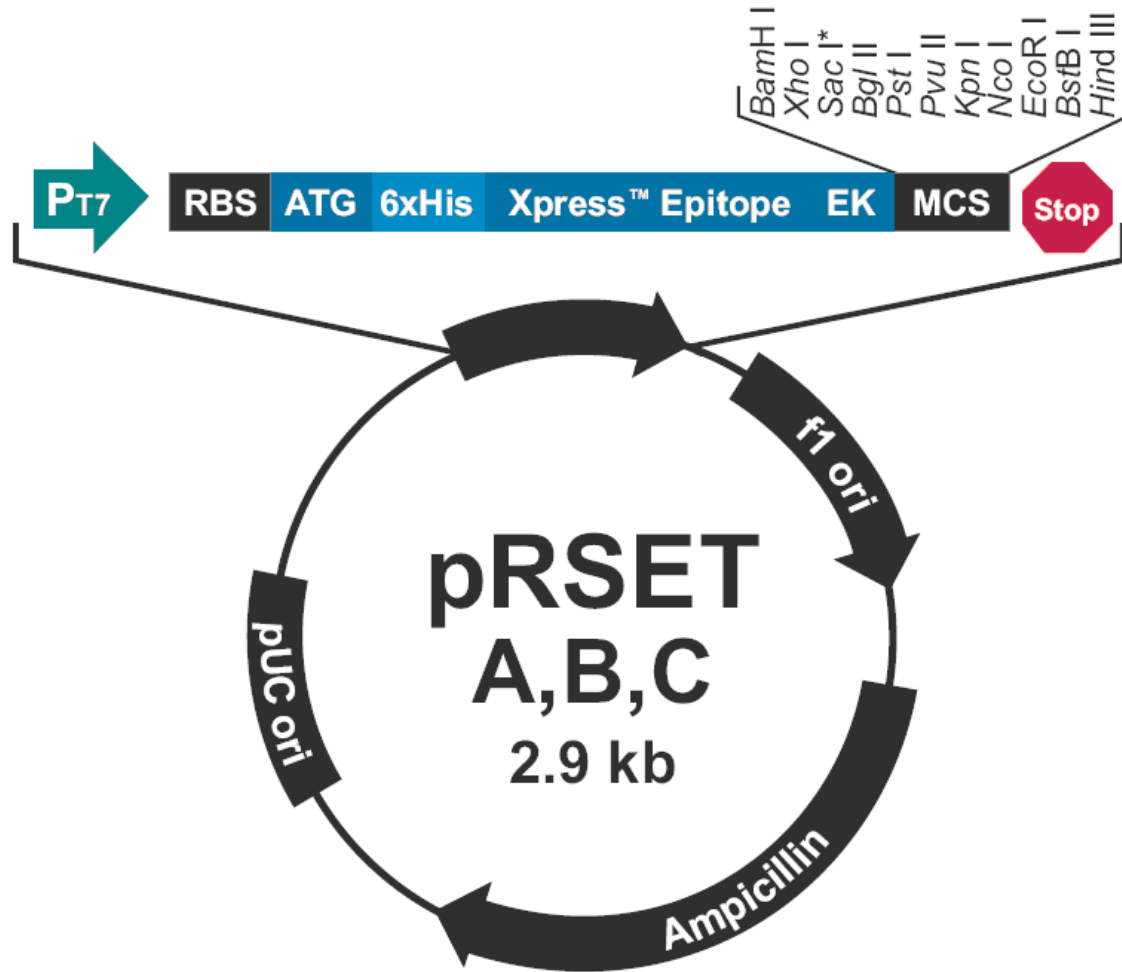 BamH I
Xho I
Sac I*
Bgl II
Pst I
Pvu II
Kpn I
Nco I
EcoR I
BstB I
Hind III
PT7
RBS ATG 6xHis Xpress™ Epitope EK MCS Stop
f1 ori
pRSET
A,B,C
2.9 kb
pUC ori
Ampicillin